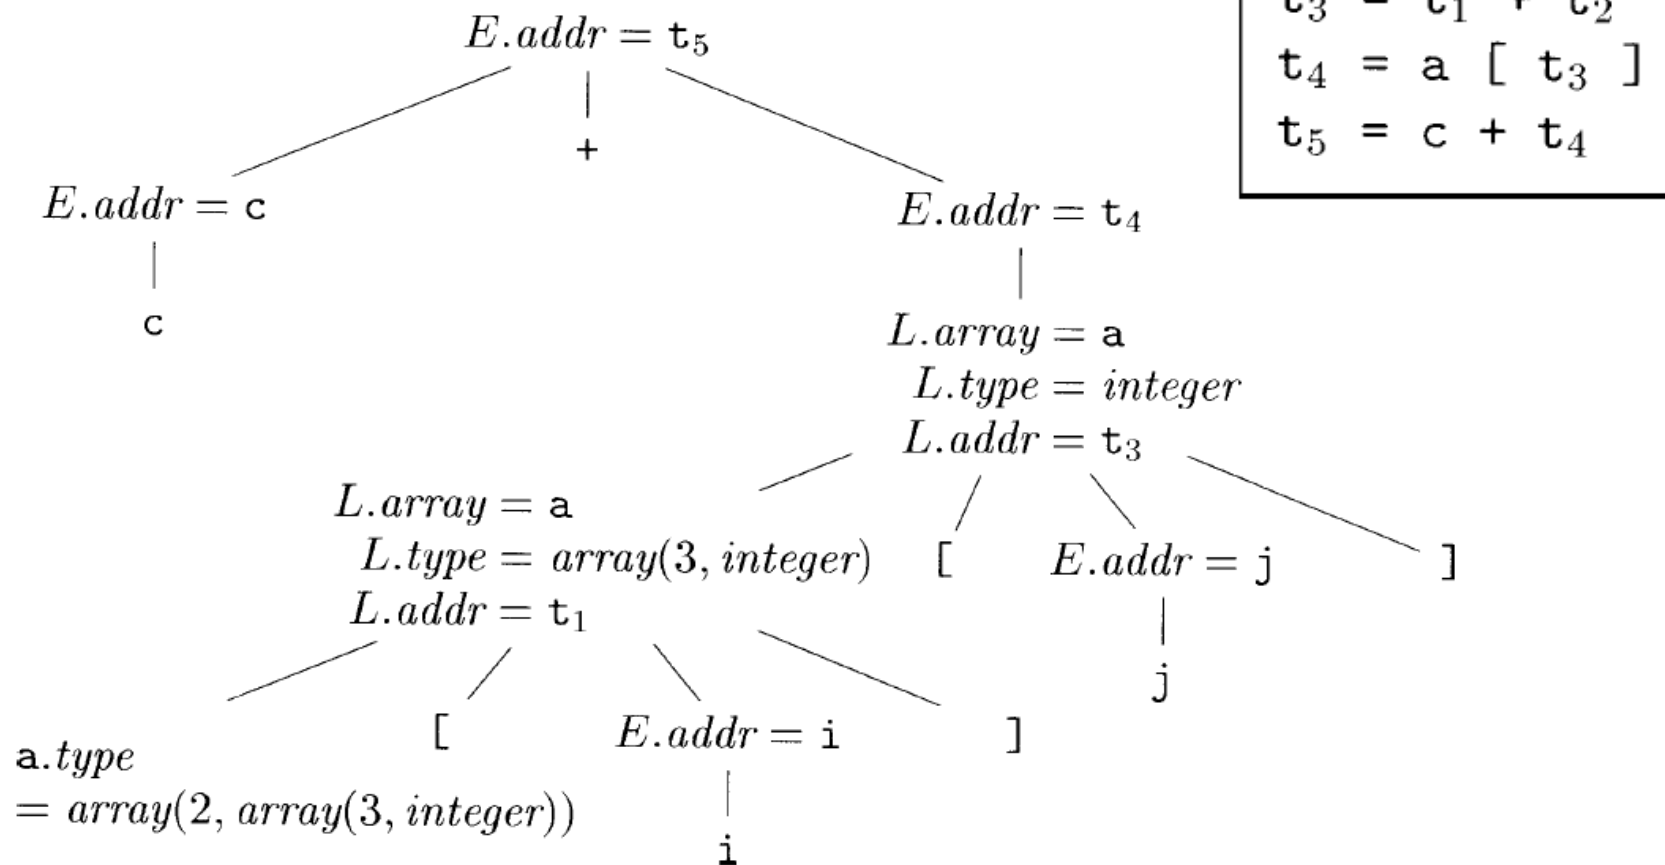 E.addr = t₅
+
E.addr = c
c
E.addr = t₄
L.array = a
L.type = integer
L.addr = t₃
L.array = a
L.type = array(3, integer)
L.addr = t₁
[
E.addr = j
]
j
a.type
= array(2, array(3, integer))
[
E.addr = i
]
i
t₃ = t₁ + t₂
t₄ = a [ t₃ ]
t₅ = c + t₄